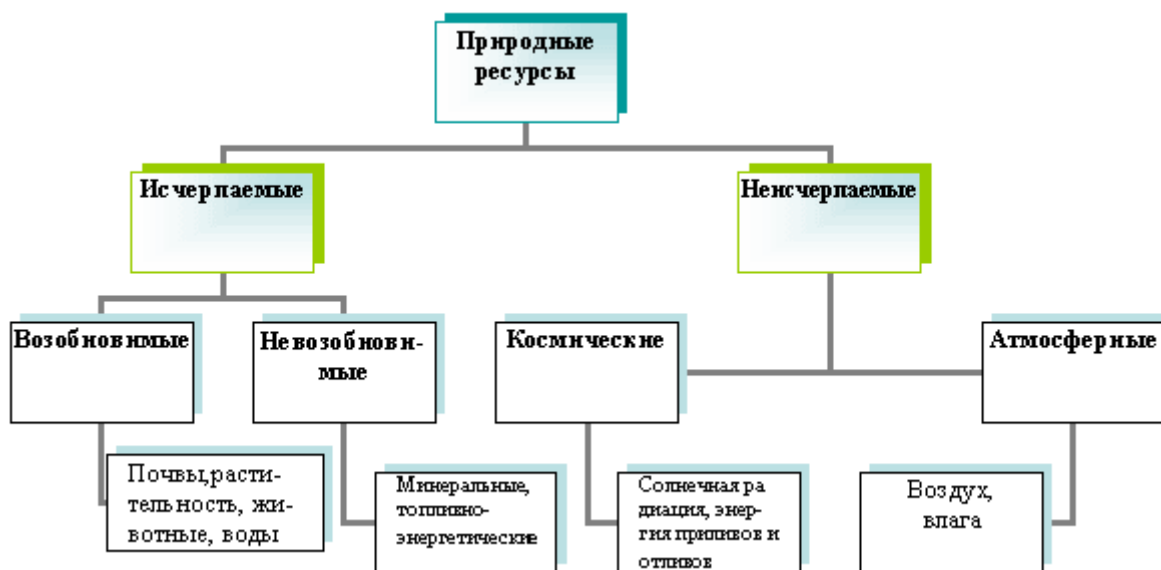 Природные
ресурсы
Исчерпаемые
Неисчерпаемые
Возобновимые
Невозобнови-
мые
Космические
Атмосферные
Почвы,расти-
тельность, жи-
вотные, воды
Минеральные,
топливно-
энергетические
Солнечная ра
диация, энер-
гия приливов и
отливов
Воздух,
влага